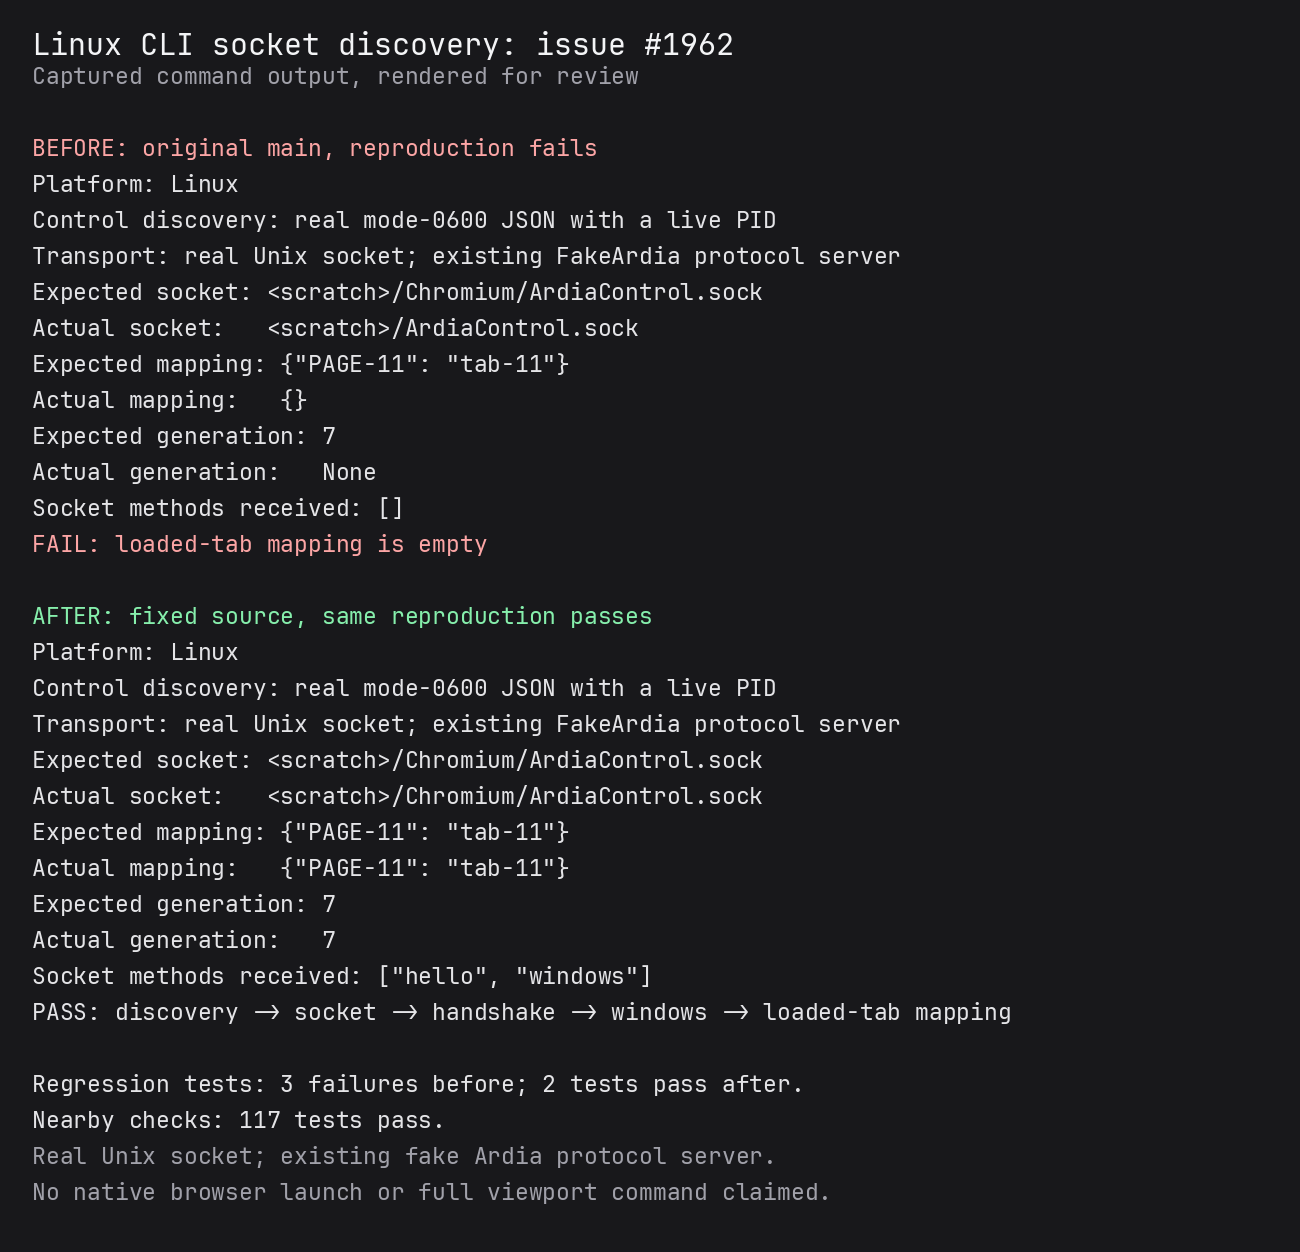 Linux CLI socket discovery: issue #1962
Captured command output, rendered for review
BEFORE: original main, reproduction fails
Platform: Linux
Control discovery: real mode-0600 JSON with a live PID
Transport: real Unix socket; existing FakeArdia protocol server
Expected socket: <scratch>/Chromium/ArdiaControl.sock
Actual socket:   <scratch>/ArdiaControl.sock
Expected mapping: {"PAGE-11": "tab-11"}
Actual mapping:   {}
Expected generation: 7
Actual generation:   None
Socket methods received: []
FAIL: loaded-tab mapping is empty
AFTER: fixed source, same reproduction passes
Platform: Linux
Control discovery: real mode-0600 JSON with a live PID
Transport: real Unix socket; existing FakeArdia protocol server
Expected socket: <scratch>/Chromium/ArdiaControl.sock
Actual socket:   <scratch>/Chromium/ArdiaControl.sock
Expected mapping: {"PAGE-11": "tab-11"}
Actual mapping:   {"PAGE-11": "tab-11"}
Expected generation: 7
Actual generation:   7
Socket methods received: ["hello", "windows"]
PASS: discovery -> socket -> handshake -> windows -> loaded-tab mapping
Regression tests: 3 failures before; 2 tests pass after.
Nearby checks: 117 tests pass.
Real Unix socket; existing fake Ardia protocol server.
No native browser launch or full viewport command claimed.